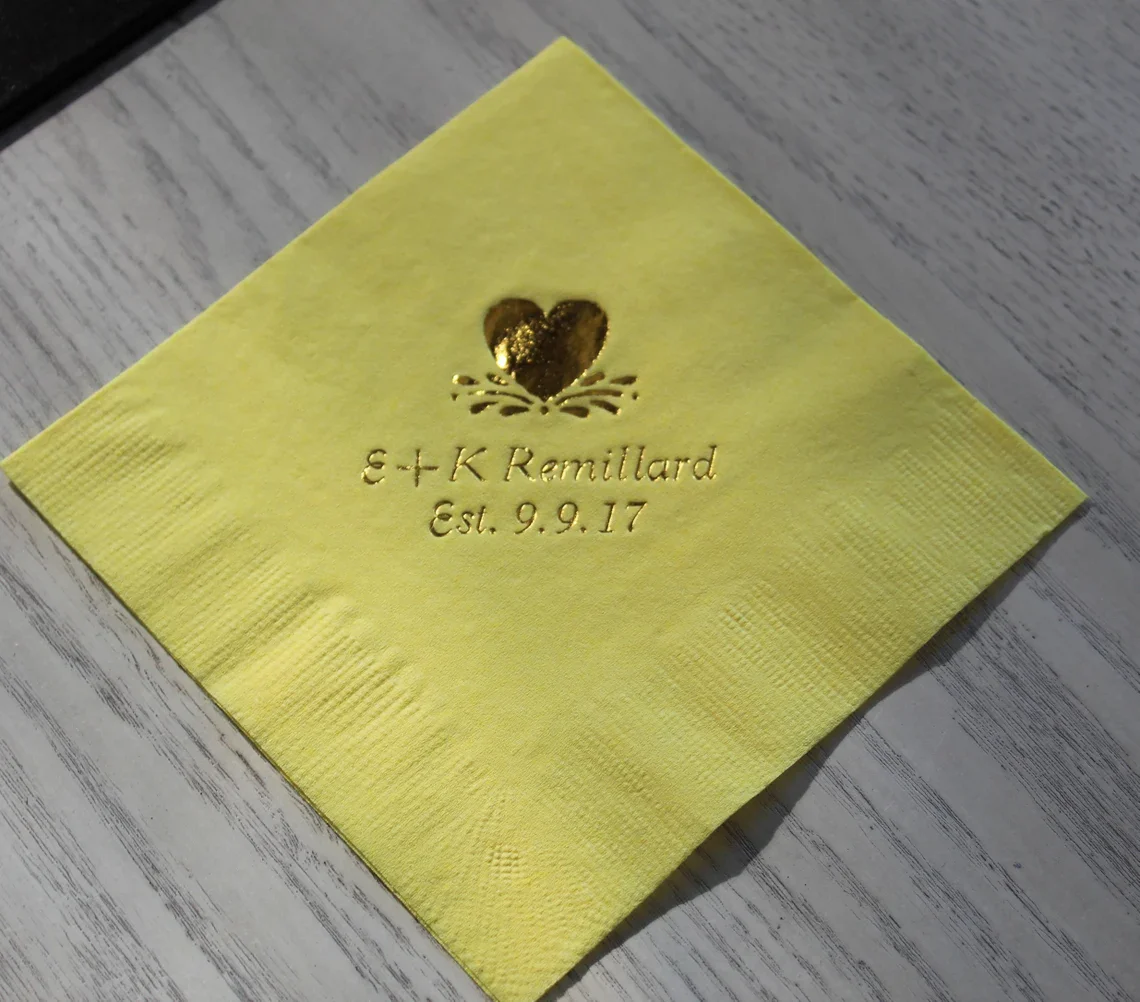 E + K Remillard
Est. 9.9.17